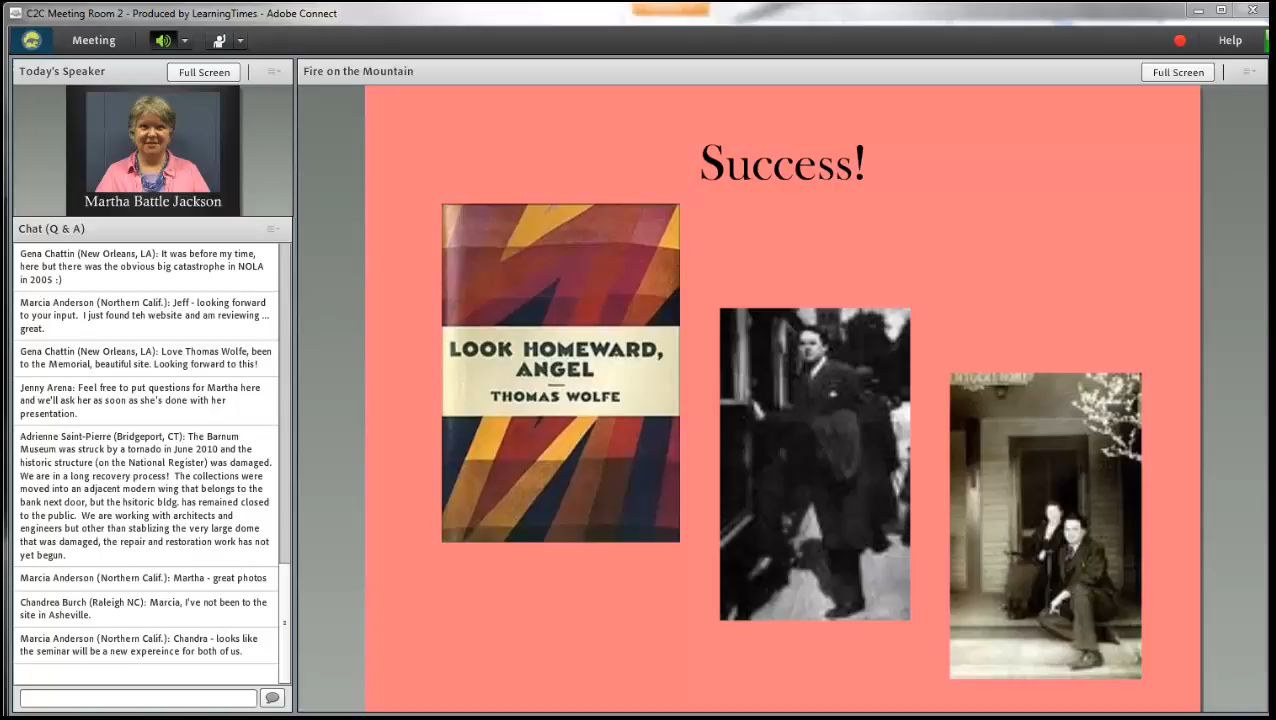 C2C Meeting Room 2 - Produced by LearningTimes - Adobe Connect
Meeting
Help
Today's Speaker
Full Screen
Martha Battle Jackson
Chat (Q & A)
Gena Chattin (New Orleans, LA): It was before my time,
here but there was the obvious big catastrophe in NOLA
in 2005 :)
Marcia Anderson (Northern Calif.): Jeff - looking forward
to your input. I just found teh website and am reviewing ...
great.
Gena Chattin (New Orleans, LA): Love Thomas Wolfe, been
to the Memorial, beautiful site. Looking forward to this!
Jenny Arena: Feel free to put questions for Martha here
and we'll ask her as soon as she's done with her
presentation.
Adrienne Saint-Pierre (Bridgeport, CT): The Barnum
Museum was struck by a tornado in June 2010 and the
historic structure (on the National Register) was damaged.
We are in a long recovery process! The collections were
moved into an adjacent modern wing that belongs to the
bank next door, but the hsitoric bldg. has remained closed
to the public. We are working with architects and
engineers but other than stablizing the very large dome
that was damaged, the repair and restoration work has not
yet begun.
Marcia Anderson (Northern Calif.): Martha - great photos
Chandrea Burch (Raleigh NC): Marcia, I've not been to the
site in Asheville.
Marcia Anderson (Northern Calif.): Chandra - looks like
the seminar will be a new expereince for both of us.
Fire on the Mountain
Full Screen
Success!
LOOK HOMEWARD,
ANGEL
THOMAS WOLFE